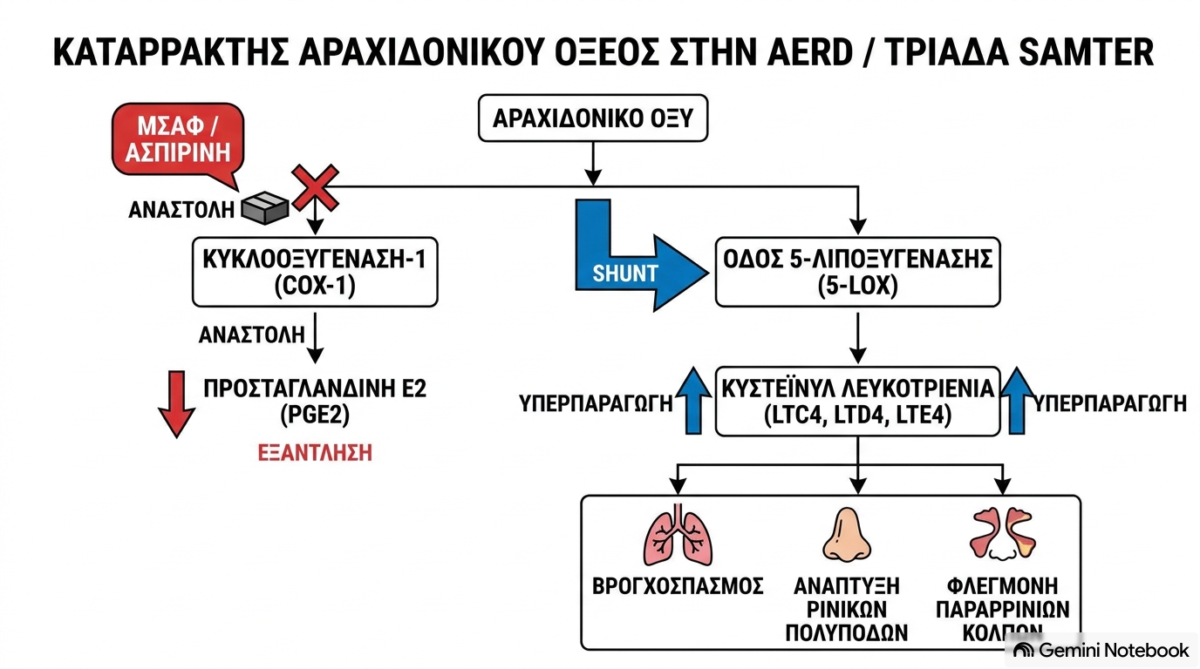 ΚΑΤΑΡΡΑΚΤΗΣ ΑΡΑΧΙΔΟΝΙΚΟΥ ΟΞΕΟΣ ΣΤΗΝ AERD / ΤΡΙΑΔΑ SAMTER
ΜΣΑΦ /
ΑΣΠΙΡΙΝΗ
ΑΡΑΧΙΔΟΝΙΚΟ ΟΞΥ
ΑΝΑΣΤΟΛΗ
ΚΥΚΛΟΟΞΥΓΕΝΑΣΗ-1
(COX-1)
SHUNT
ΟΔΟΣ 5-ΛΙΠΟΞΥΓΕΝΑΣΗΣ
(5-LOX)
ΑΝΑΣΤΟΛΗ
ΠΡΟΣΤΑΓΛΑΝΔΙΝΗ Ε2
(PGE2)
ΕΞΑΝΤΛΗΣΗ
ΥΠΕΡΠΑΡΑΓΩΓΗ
ΚΥΣΤΕΪΝΥΛ ΛΕΥΚΟΤΡΙΕΝΙΑ
(LTC4, LTD4, LTE4)
ΥΠΕΡΠΑΡΑΓΩΓΗ
ΒΡΟΓΧΟΣΠΑΣΜΟΣ
ΑΝΑΠΤΥΞΗ
ΡΙΝΙΚΩΝ
ΠΟΛΥΠΟΔΩΝ
ΦΛΕΓΜΟΝΗ
ΠΑΡΑΡΡΙΝΙΩΝ
ΚΟΛΠΩΝ
Gemini Notebook